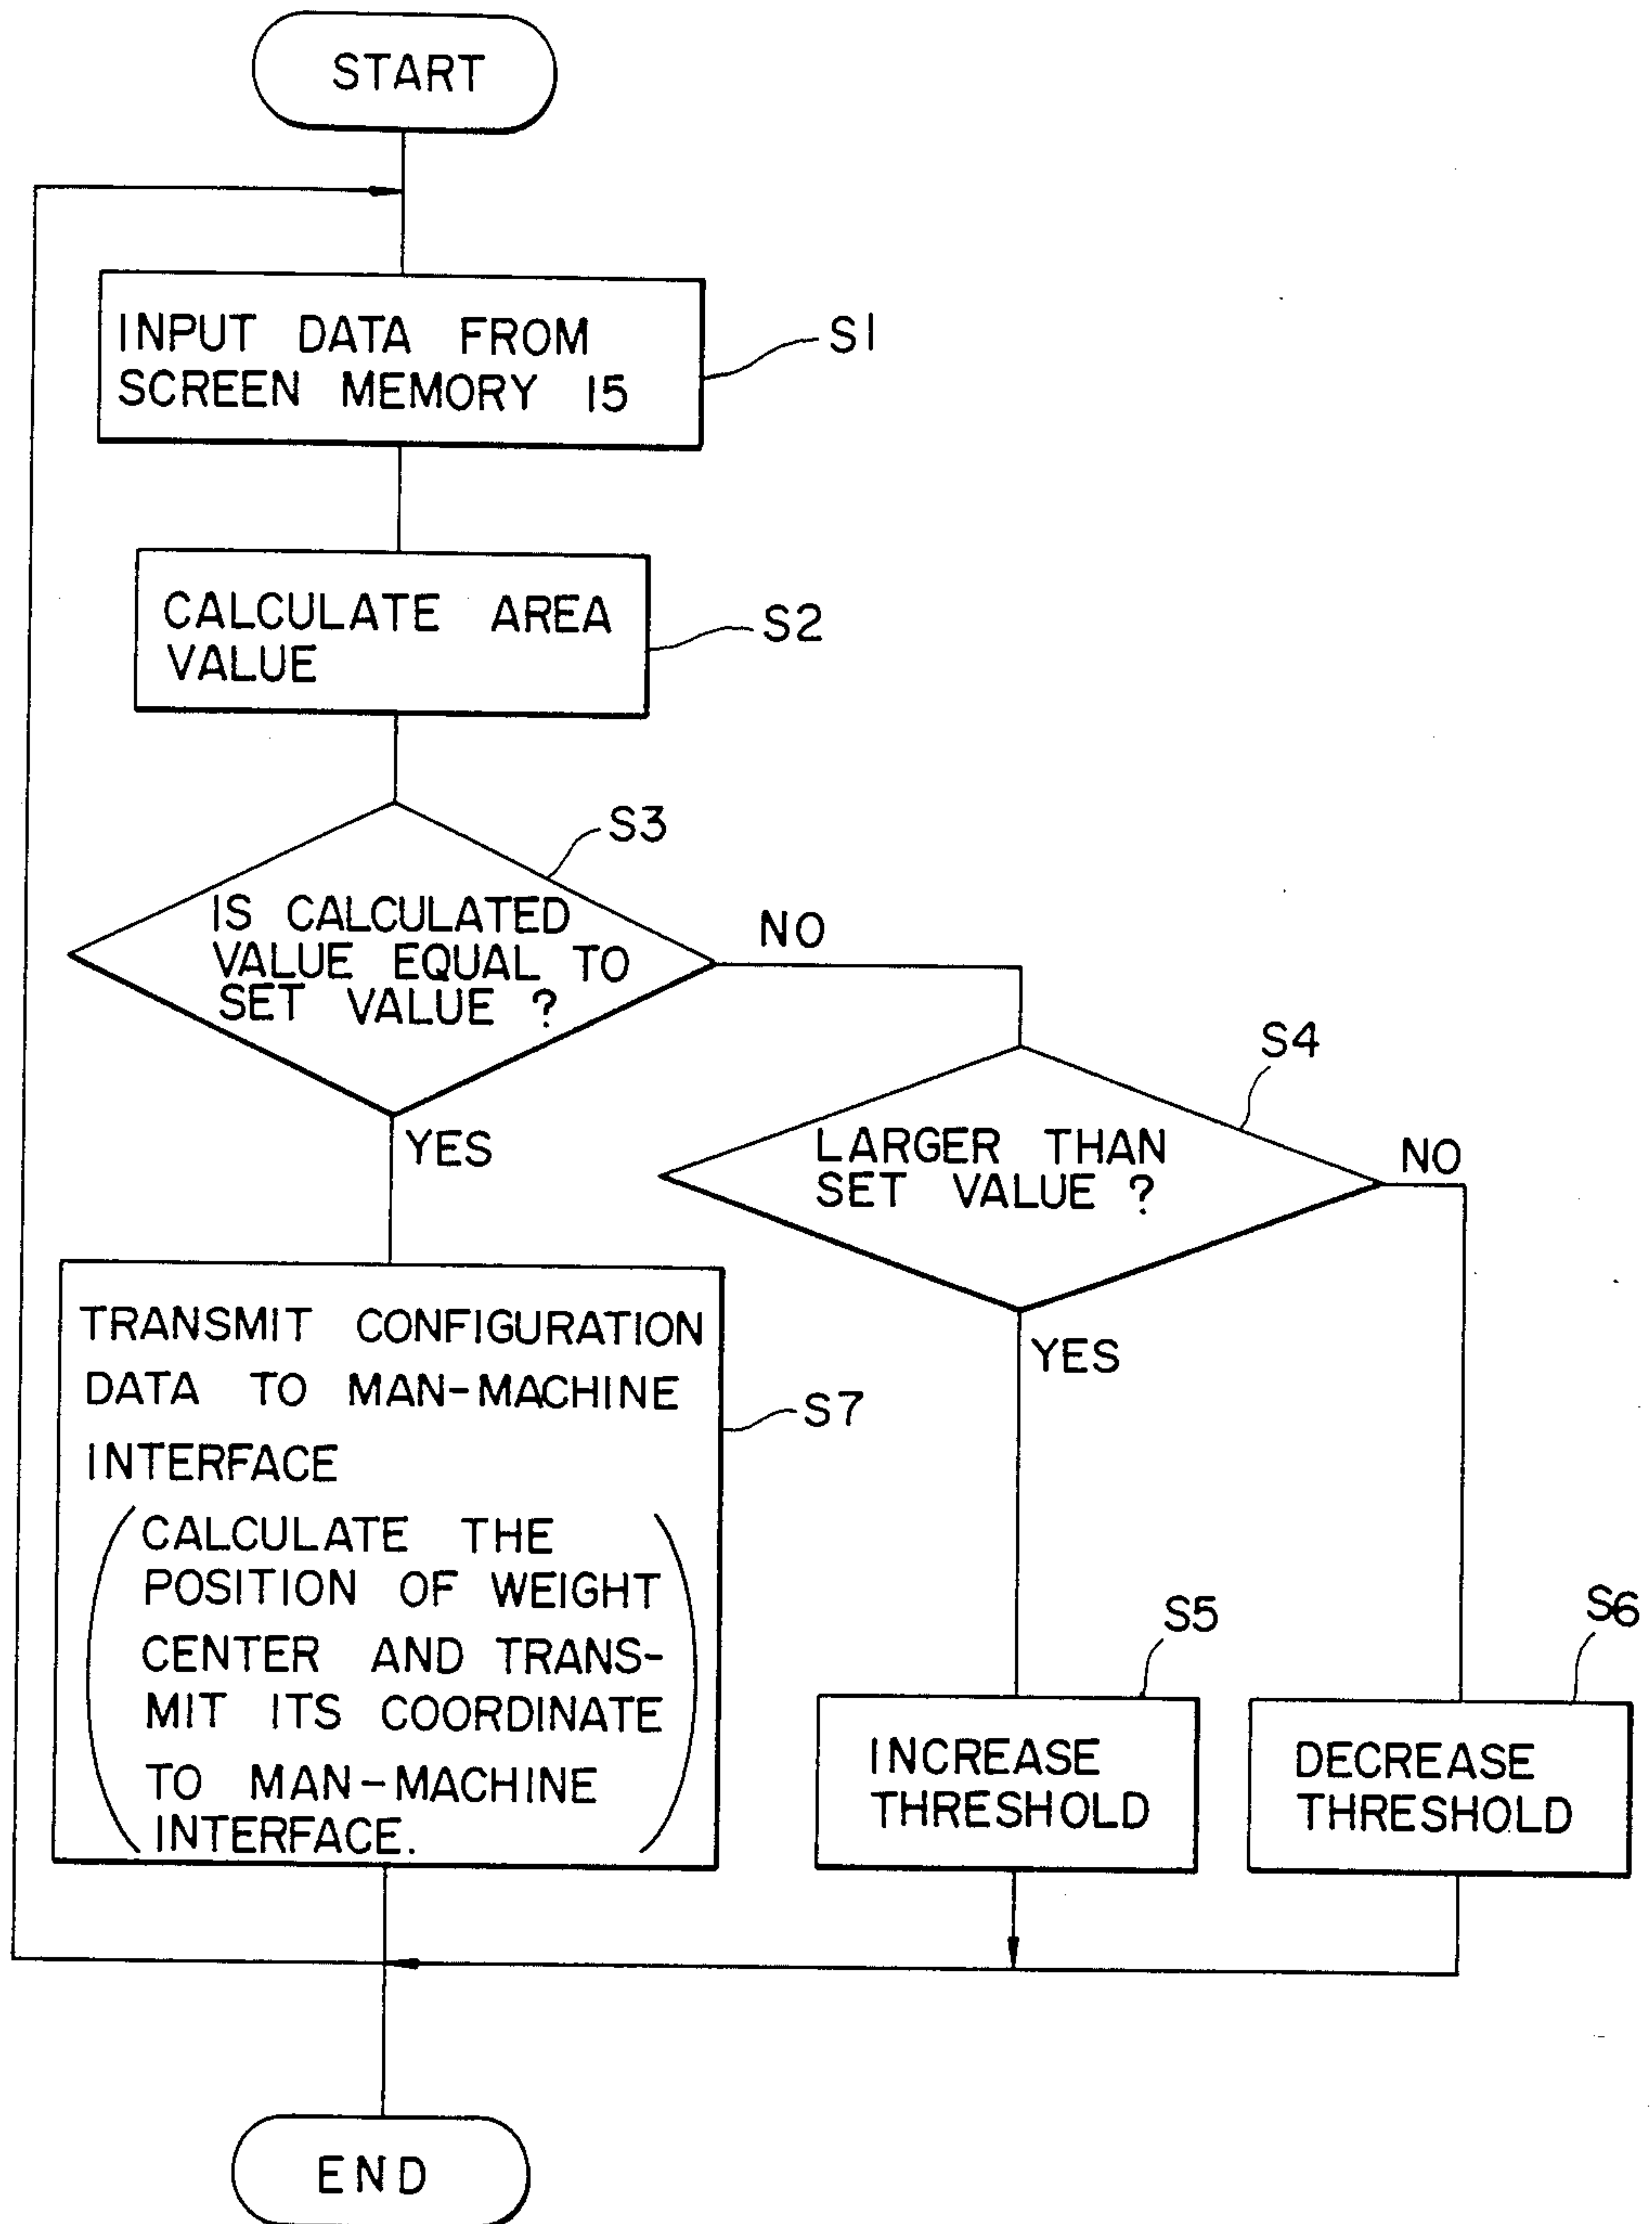 START
INPUT DATA FROM
SCREEN MEMORY 15
S1
CALCULATE AREA
VALUE
S2
S3
IS CALCULATED
VALUE EQUAL TO
SET VALUE ?
NO
YES
S4
LARGER THAN
SET VALUE ?
NO
YES
TRANSMIT CONFIGURATION
DATA TO MAN-MACHINE
INTERFACE
(CALCULATE THE
POSITION OF WEIGHT
CENTER AND TRANS-
MIT ITS COORDINATE
TO MAN-MACHINE
INTERFACE.)
S7
S5
INCREASE
THRESHOLD
S6
DECREASE
THRESHOLD
END